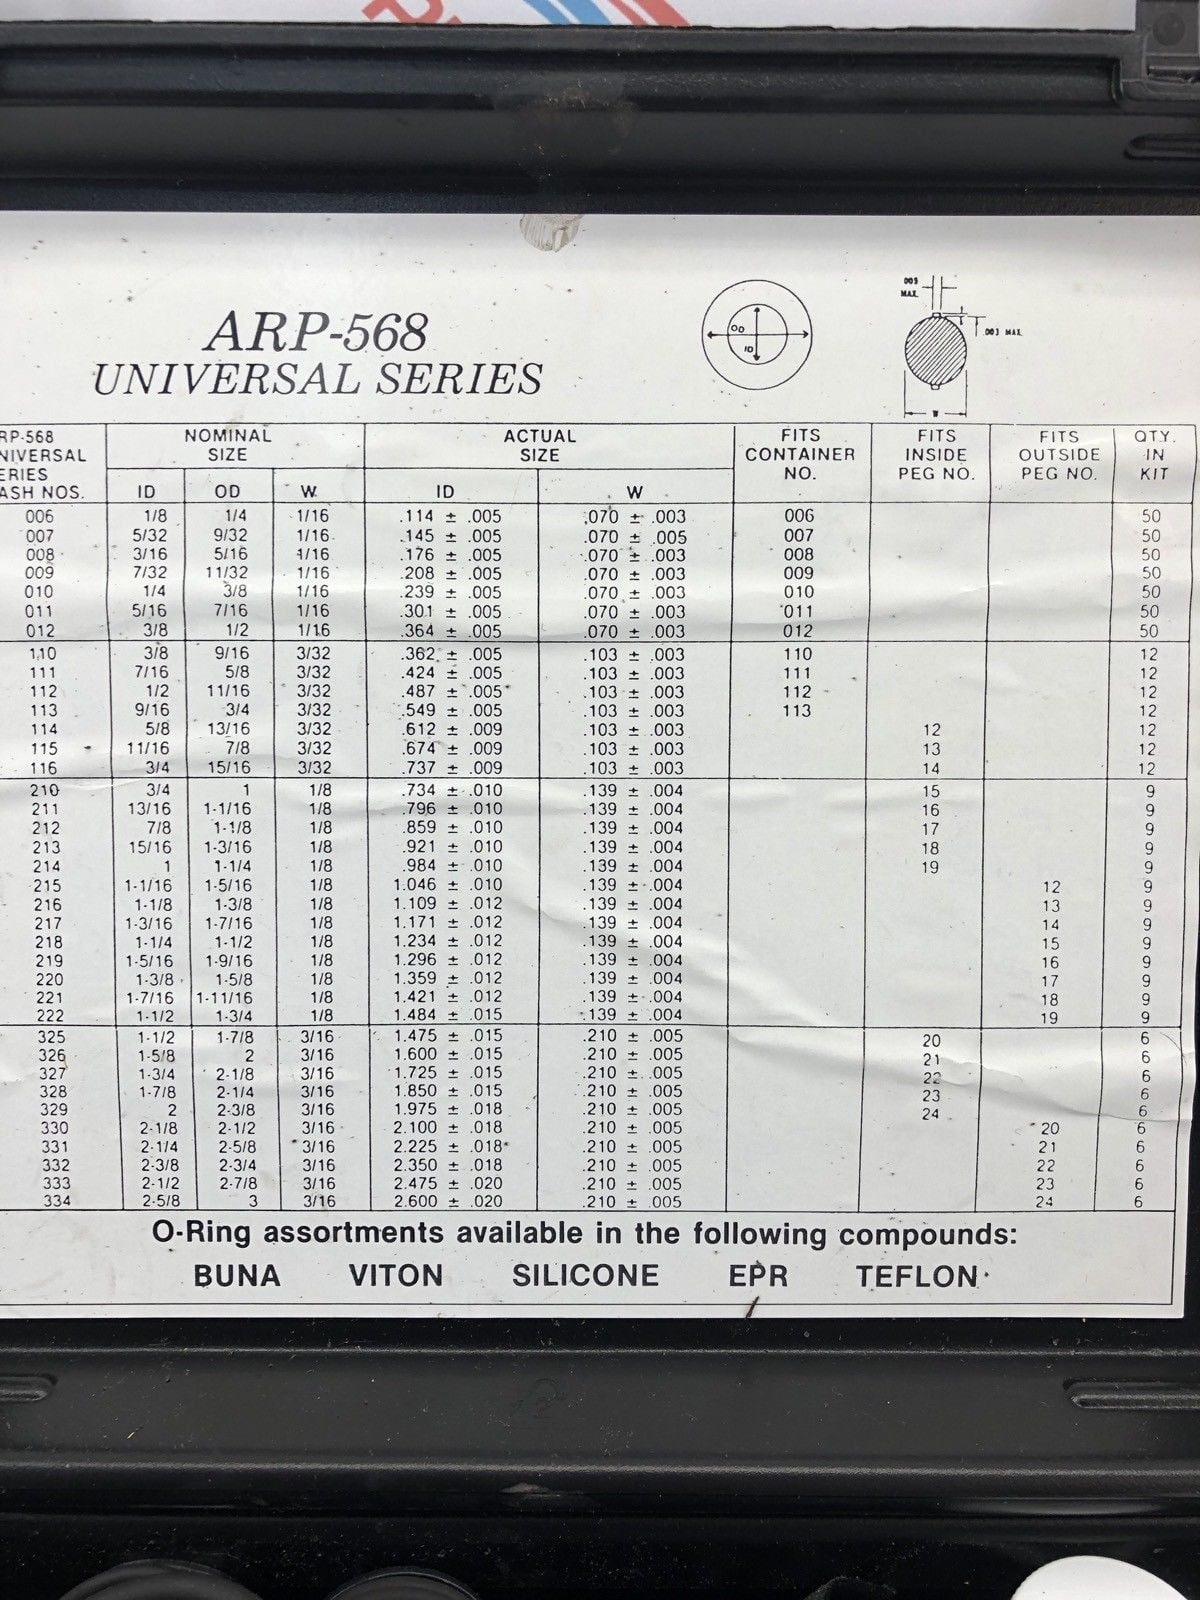 P
ARP-568
UNIVERSAL SERIES
OD
ID
.005
MAX.
.003 MAX.
W
RP-568
NIVERSAL
ERIES
ASH NOS.
NOMINAL
SIZE
ID OD W
ACTUAL
SIZE
ID W
FITS
CONTAINER
NO.
FITS
INSIDE
PEG NO.
FITS
OUTSIDE
PEG NO.
QTY.
IN
KIT
006 1/8 1/4 1/16 .114 ± .005 .070 ± .003 006 50
007 5/32 9/32 1/16 .145 ± .005 .070 ± .005 007 50
008 3/16 5/16 1/16 .176 ± .005 .070 ± .003 008 50
009 7/32 11/32 1/16 .208 ± .005 .070 ± .003 009 50
010 1/4 3/8 1/16 .239 ± .005 .070 ± .003 010 50
011 5/16 7/16 1/16 .301 ± .005 .070 ± .003 011 50
012 3/8 1/2 1/16 .364 ± .005 .070 ± .003 012 50
110 3/8 9/16 3/32 .362 ± .005 .103 ± .003 110 12
111 7/16 5/8 3/32 .424 ± .005 .103 ± .003 111 12
112 1/2 11/16 3/32 .487 ± .005 .103 ± .003 112 12
113 9/16 3/4 3/32 .549 ± .005 .103 ± .003 113 12
114 5/8 13/16 3/32 .612 ± .009 .103 ± .003 12 12
115 11/16 7/8 3/32 .674 ± .009 .103 ± .003 13 12
116 3/4 15/16 3/32 .737 ± .009 .103 ± .003 14 12
210 3/4 1 1/8 .734 ± .010 .139 ± .004 15 9
211 13/16 1-1/16 1/8 .796 ± .010 .139 ± .004 16 9
212 7/8 1-1/8 1/8 .859 ± .010 .139 ± .004 17 9
213 15/16 1-3/16 1/8 .921 ± .010 .139 ± .004 18 9
214 1 1-1/4 1/8 .984 ± .010 .139 ± .004 19 9
215 1-1/16 1-5/16 1/8 1.046 ± .010 .139 ± .004 12 9
216 1-1/8 1-3/8 1/8 1.109 ± .012 .139 ± .004 13 9
217 1-3/16 1-7/16 1/8 1.171 ± .012 .139 ± .004 14 9
218 1-1/4 1-1/2 1/8 1.234 ± .012 .139 ± .004 15 9
219 1-5/16 1-9/16 1/8 1.296 ± .012 .139 ± .004 16 9
220 1-3/8 1-5/8 1/8 1.359 ± .012 .139 ± .004 17 9
221 1-7/16 1-11/16 1/8 1.421 ± .012 .139 ± .004 18 9
222 1-1/2 1-3/4 1/8 1.484 ± .015 .139 ± .004 19 9
325 1-1/2 1-7/8 3/16 1.475 ± .015 .210 ± .005 20 6
326 1-5/8 2 3/16 1.600 ± .015 .210 ± .005 21 6
327 1-3/4 2-1/8 3/16 1.725 ± .015 .210 ± .005 22 6
328 1-7/8 2-1/4 3/16 1.850 ± .015 .210 ± .005 23 6
329 2 2-3/8 3/16 1.975 ± .018 .210 ± .005 24 6
330 2-1/8 2-1/2 3/16 2.100 ± .018 .210 ± .005 20 6
331 2-1/4 2-5/8 3/16 2.225 ± .018 .210 ± .005 21 6
332 2-3/8 2-3/4 3/16 2.350 ± .018 .210 ± .005 22 6
333 2-1/2 2-7/8 3/16 2.475 ± .020 .210 ± .005 23 6
334 2-5/8 3 3/16 2.600 ± .020 .210 ± .005 24 6
O-Ring assortments available in the following compounds:
BUNA VITON SILICONE EPR TEFLON